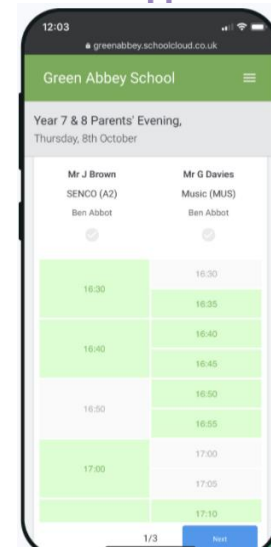 12:03
greenabbey.schoolcloud.co.uk
Green Abbey School
Year 7 & 8 Parents' Evening,
Thursday, 8th October
Mr J Brown
SENCO (A2)
Ben Abbot
Mr G Davies
Music (MUS)
Ben Abbot
16:30
16:40
16:50
17:00
16:30
16:35
16:40
16:45
16:50
16:55
17:00
17:05
17:10
1/3
Next